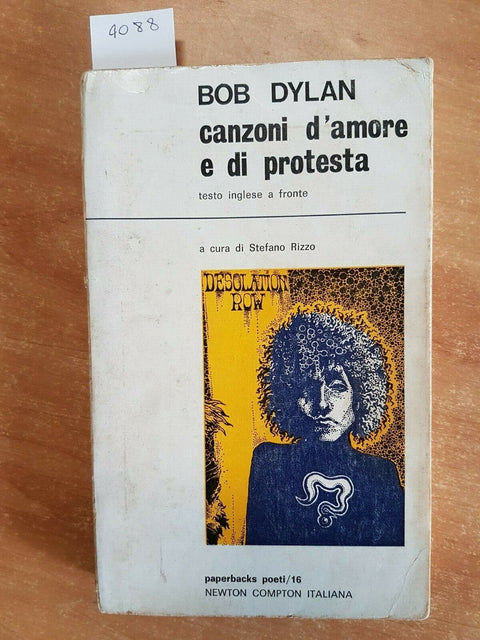 4088
BOB DYLAN
canzoni d'amore
e di protesta
testo inglese a fronte
a cura di Stefano Rizzo
DESOLATION
ROW
paperbacks poeti/16
NEWTON COMPTON ITALIANA